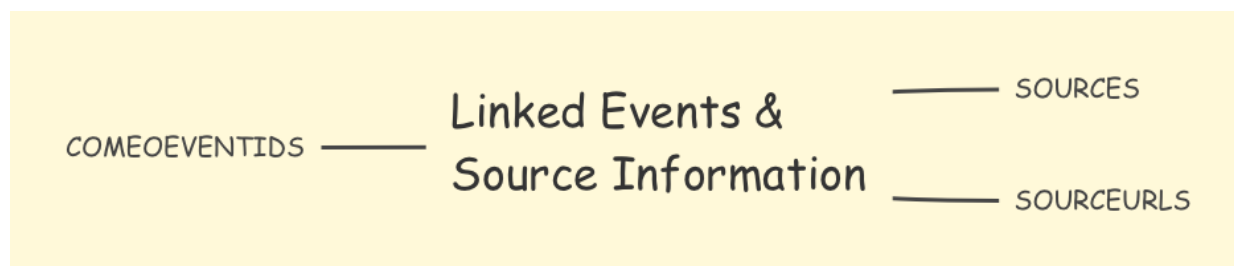 COMEOEVENTIDS
Linked Events &
Source Information
SOURCES
SOURCEURLS